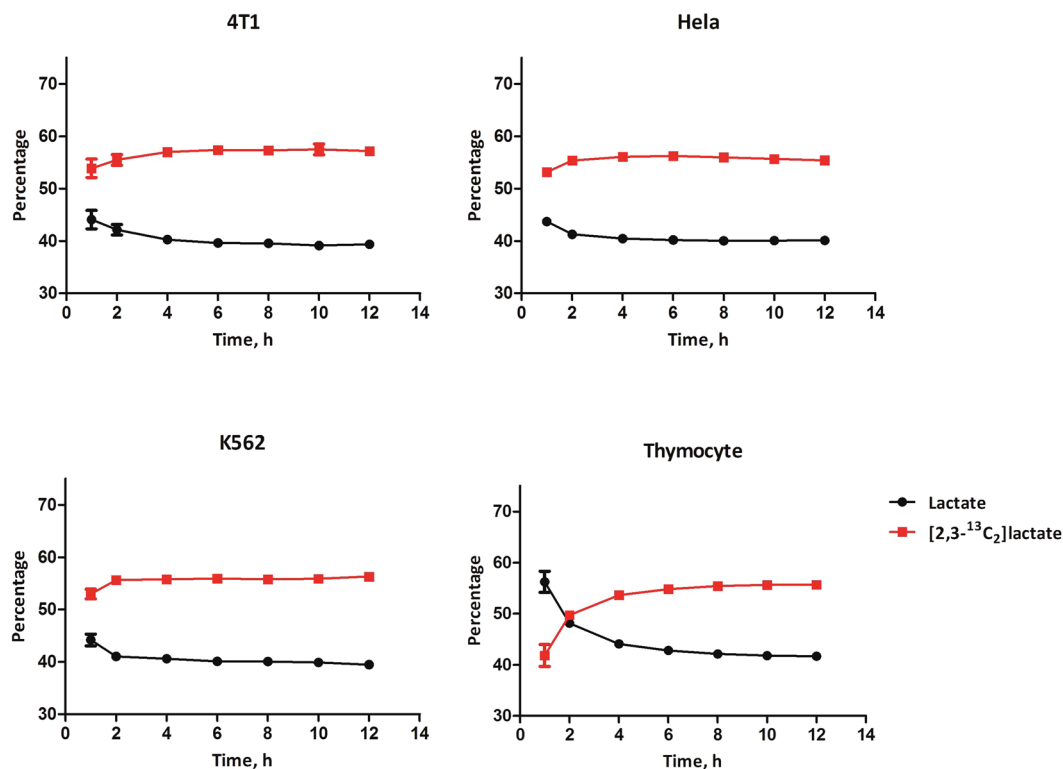 4T1
70
60
50
40
30
Percentage
0 2 4 6 8 10 12 14
Time, h
Hela
70
60
50
40
30
Percentage
0 2 4 6 8 10 12 14
Time, h
K562
70
60
50
40
30
Percentage
0 2 4 6 8 10 12 14
Time, h
Thymocyte
70
60
50
40
30
Percentage
0 2 4 6 8 10 12 14
Time, h
Lactate
[2,3-¹³C₂]lactate